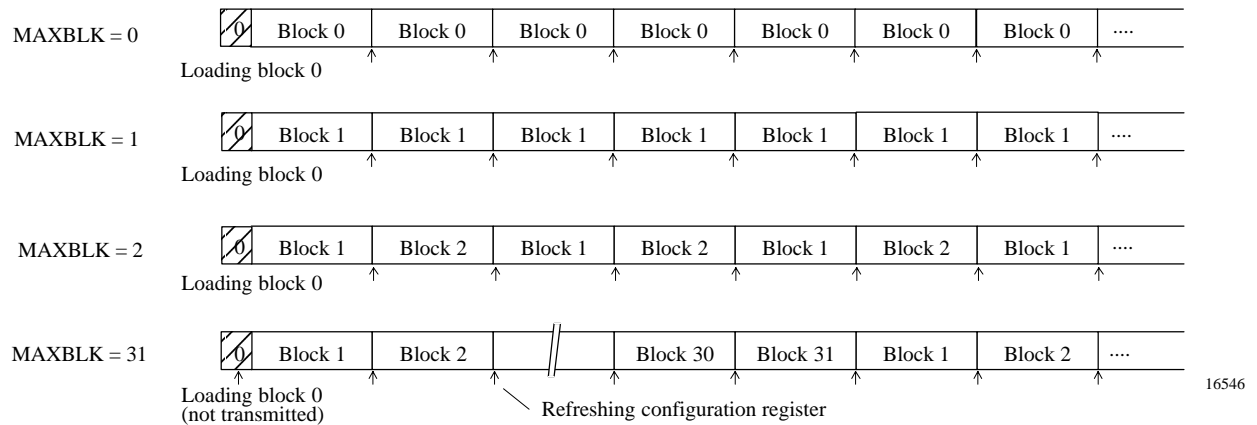 MAXBLK = 0 0 Block 0 Block 0 Block 0 Block 0 Block 0 Block 0 Block 0 ....
Loading block 0
MAXBLK = 1 0 Block 1 Block 1 Block 1 Block 1 Block 1 Block 1 Block 1 ....
Loading block 0
MAXBLK = 2 0 Block 1 Block 2 Block 1 Block 2 Block 1 Block 2 Block 1 ....
Loading block 0
MAXBLK = 31 0 Block 1 Block 2 Block 30 Block 31 Block 1 Block 2 ....
16546
Loading block 0
(not transmitted)
Refreshing configuration register